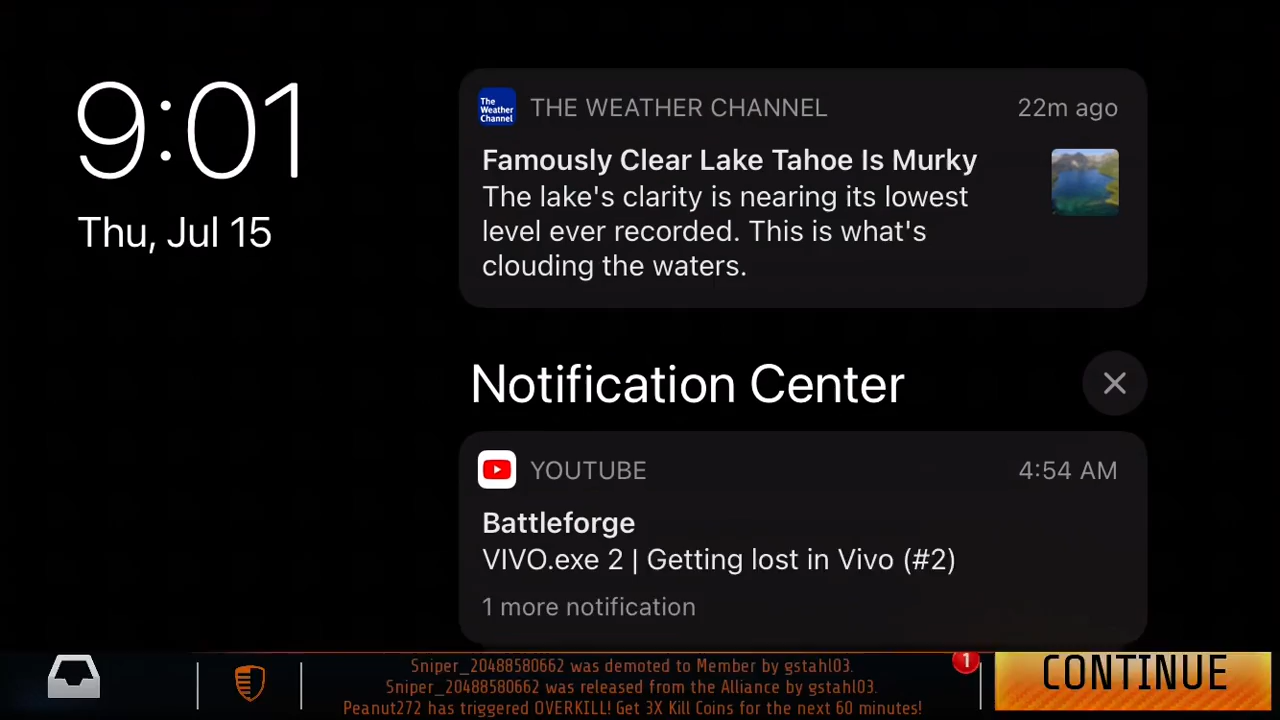 9:01
Thu, Jul 15
The
Weather
Channel
THE WEATHER CHANNEL
22m ago
Famously Clear Lake Tahoe Is Murky
The lake's clarity is nearing its lowest
level ever recorded. This is what's
clouding the waters.
Notification Center
YOUTUBE
4:54 AM
Battleforge
VIVO.exe 2 | Getting lost in Vivo (#2)
1 more notification
Sniper_20488580662 was demoted to Member by gstahl03.
Sniper_20488580662 was released from the Alliance by gstahl03.
Peanut272 has triggered OVERKILL! Get 3X Kill Coins for the next 60 minutes!
1
CONTINUE